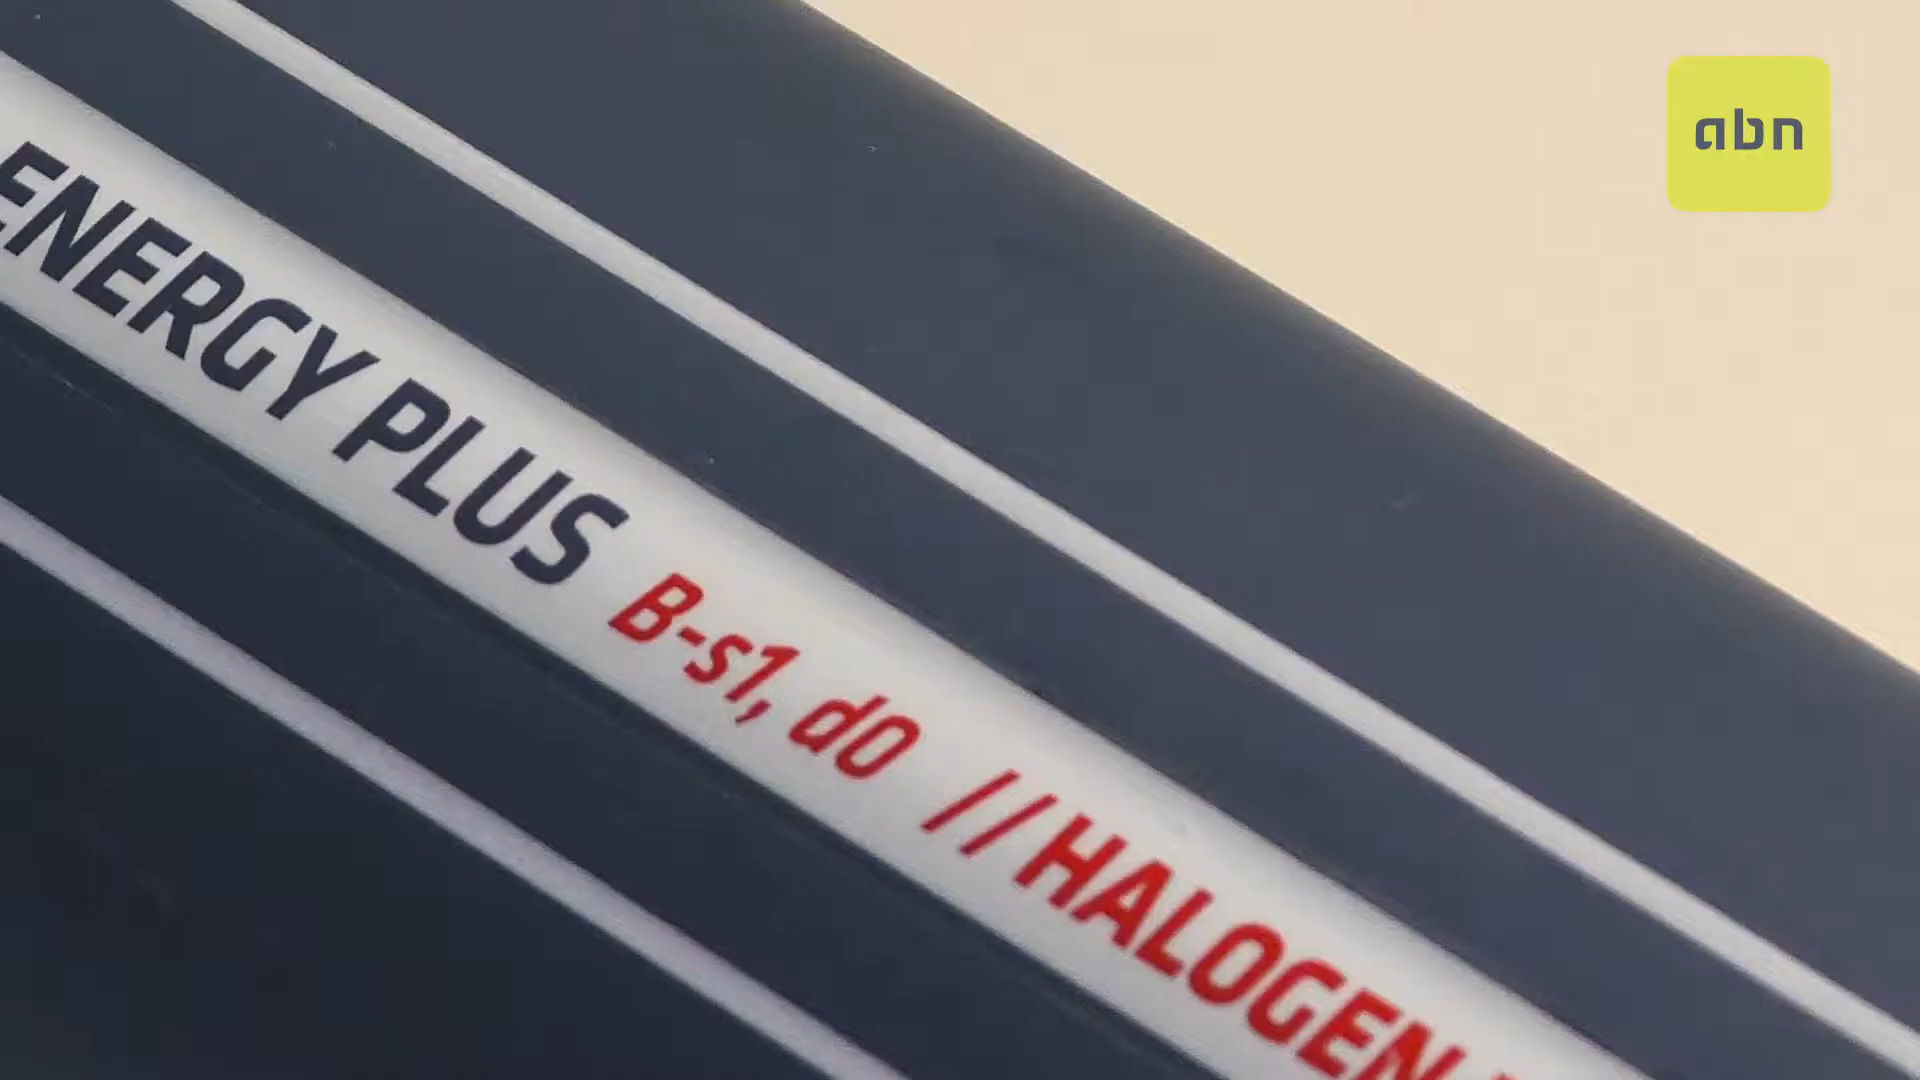 abn
ENERGY PLUS B-s1, d0 // HALOGEN